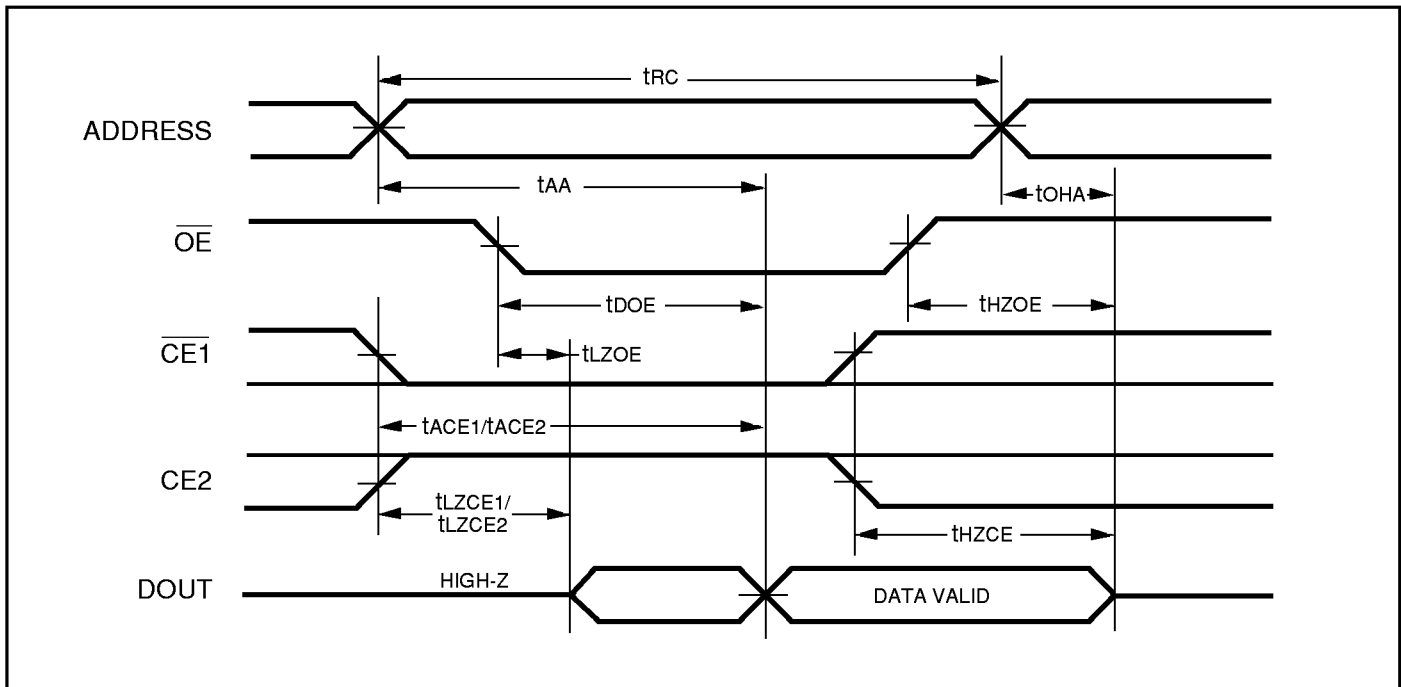 tRC
ADDRESS
tAA
tOHA
OE
tDOE
tHZOE
CE1
tLZOE
tACE1/tACE2
CE2
tLZCE1/
tLZCE2
tHZCE
DOUT
HIGH-Z
DATA VALID